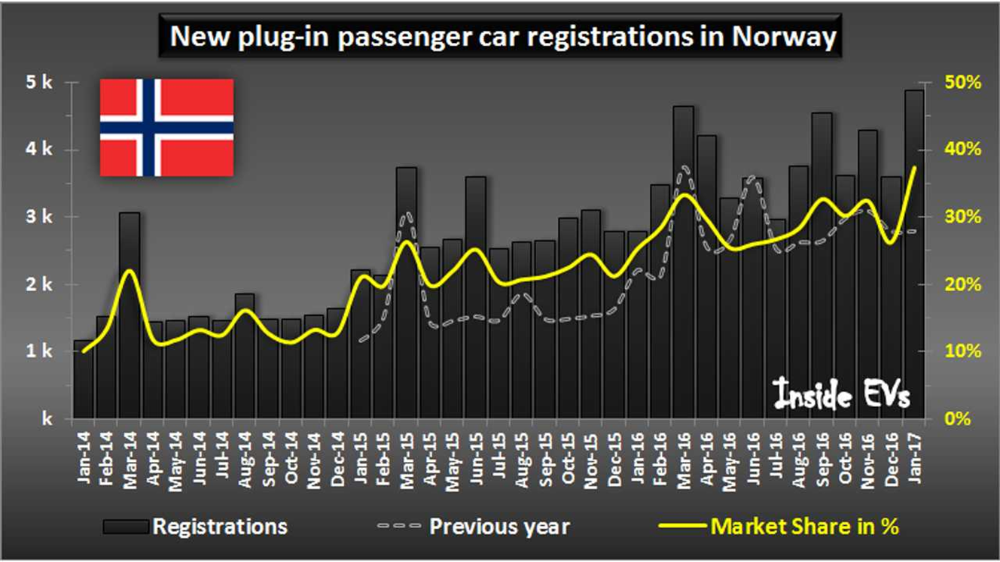 New plug-in passenger car registrations in Norway
5 k
4 k
3 k
2 k
1 k
k
50%
40%
30%
20%
10%
0%
Inside EVs
Jan-14
Feb-14
Mar-14
Apr-14
May-14
Jun-14
Jul-14
Aug-14
Sep-14
Oct-14
Nov-14
Dec-14
Jan-15
Feb-15
Mar-15
Apr-15
May-15
Jun-15
Jul-15
Aug-15
Sep-15
Oct-15
Nov-15
Dec-15
Jan-16
Feb-16
Mar-16
Apr-16
May-16
Jun-16
Jul-16
Aug-16
Sep-16
Oct-16
Nov-16
Dec-16
Jan-17
Registrations
Previous year
Market Share in %